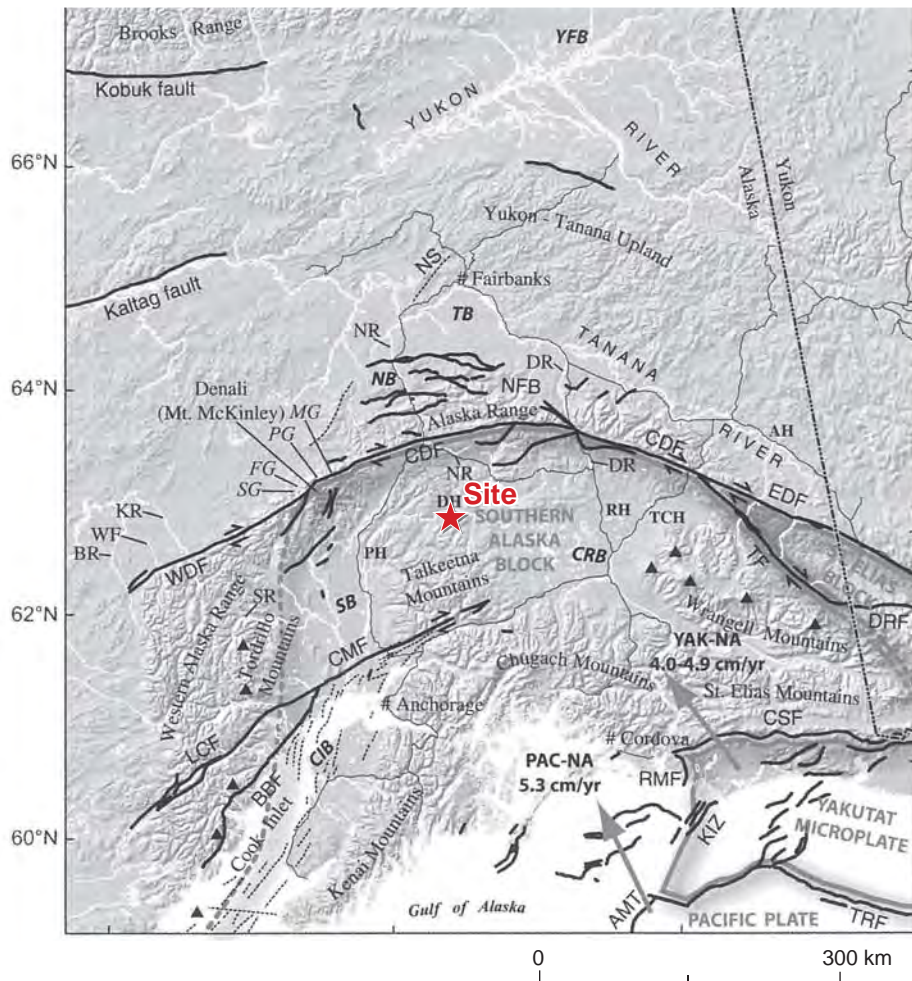 Brooks Range
YFB
Kobuk fault
YUKON
RIVER
66°N
Yukon
Alaska
Yukon - Tanana Upland
NS
# Fairbanks
Kaltag fault
TB
TANANA
NR
DR
64°N
NB
NFB
Denali
(Mt. McKinley) MG
PG
Alaska Range
AH
RIVER
CDF
CDF
FG
NR
DR
EDF
SG
DH
Site
KR
RH
TCH
WF
SOUTHERN
ALASKA
BLOCK
BR
PH
CRB
TF
WDF
Talkeetna
Mountains
SR
SB
62°N
DRF
Wrangell Mountains
Western Alaska Range
Tordrillo
Mountains
CMF
YAK-NA
4.0-4.9 cm/yr
Chugach Mountains
St. Elias Mountains
# Anchorage
CSF
LCF
# Cordova
CIB
PAC-NA
5.3 cm/yr
RMF
BBF
YAKUTAT
MICROPLATE
60°N
KIZ
Cook Inlet
Kenai Mountains
Gulf of Alaska
AMT
PACIFIC PLATE
TRF
0
300 km